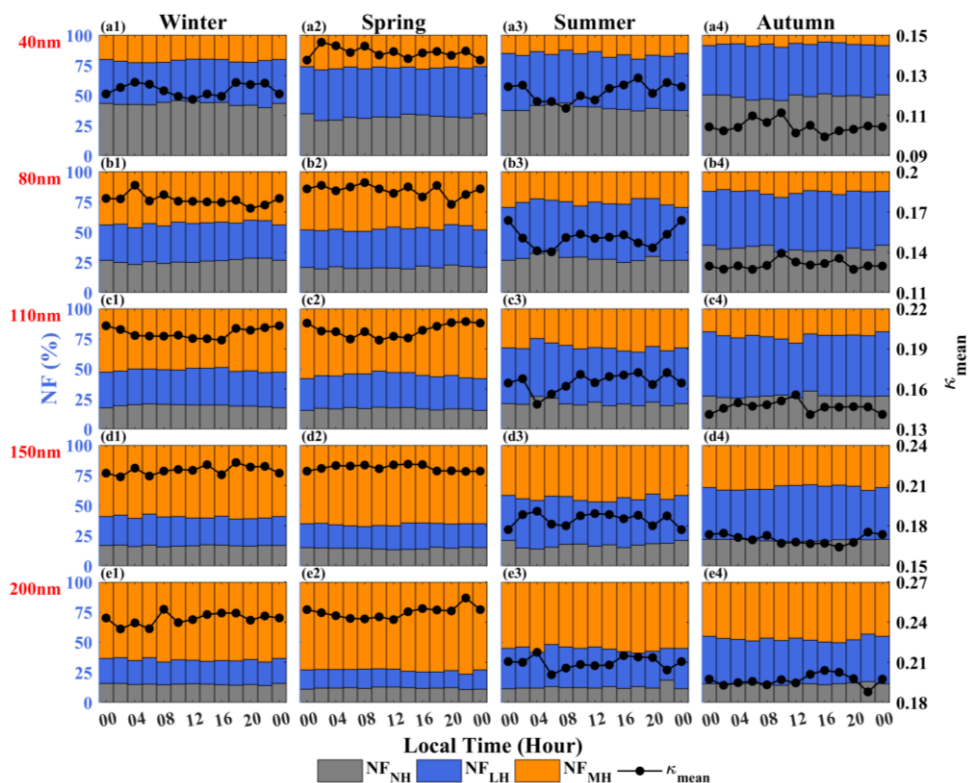 Winter Spring Summer Autumn
(a1) (a2) (a3) (a4)
40nm 100 75 50 25 0 0.15 0.13 0.11 0.09
(b1) (b2) (b3) (b4)
80nm 100 75 50 25 0 0.2 0.17 0.14 0.11
(c1) (c2) (c3) (c4)
110nm 100 75 50 25 0 0.22 0.19 0.16 0.13
NF (%)
κmean
(d1) (d2) (d3) (d4)
150nm 100 75 50 25 0 0.24 0.21 0.18 0.15
(e1) (e2) (e3) (e4)
200nm 100 75 50 25 0 0.27 0.24 0.21 0.18
00 04 08 12 16 20 00 04 08 12 16 20 00 04 08 12 16 20 00 04 08 12 16 20 00
Local Time (Hour)
NFNH NFLH NFMH κmean